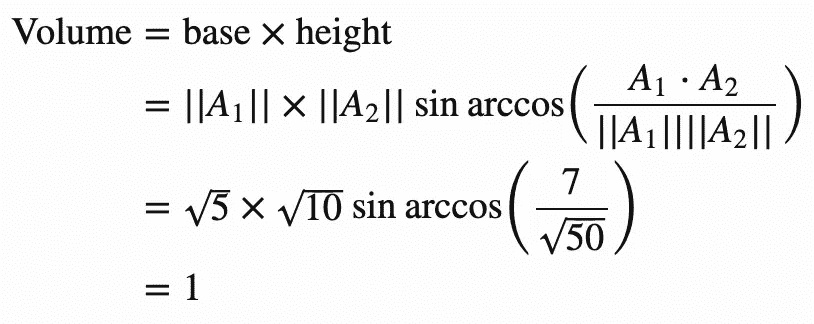 Volume = base × height
= ||A₁|| × ||A₂|| sin arccos(A₁ · A₂ / ||A₁||||A₂||)
= √5 × √10 sin arccos(7 / √50)
= 1